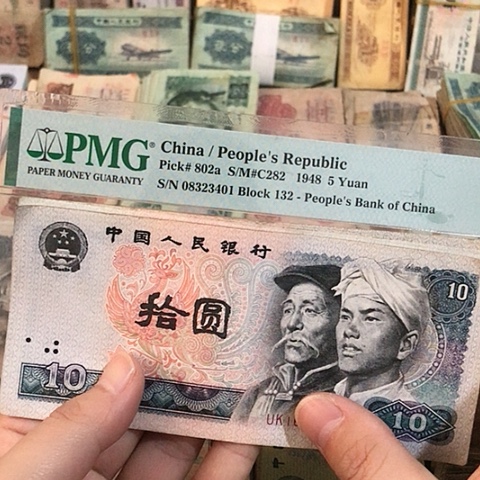 PMG
PAPER MONEY GUARANTY
China / People's Republic
Pick# 802a S/M#C282 1948 5 Yuan
S/N 08323401 Block 132 - People's Bank of China
中国人民银行
10
拾圆
10
10